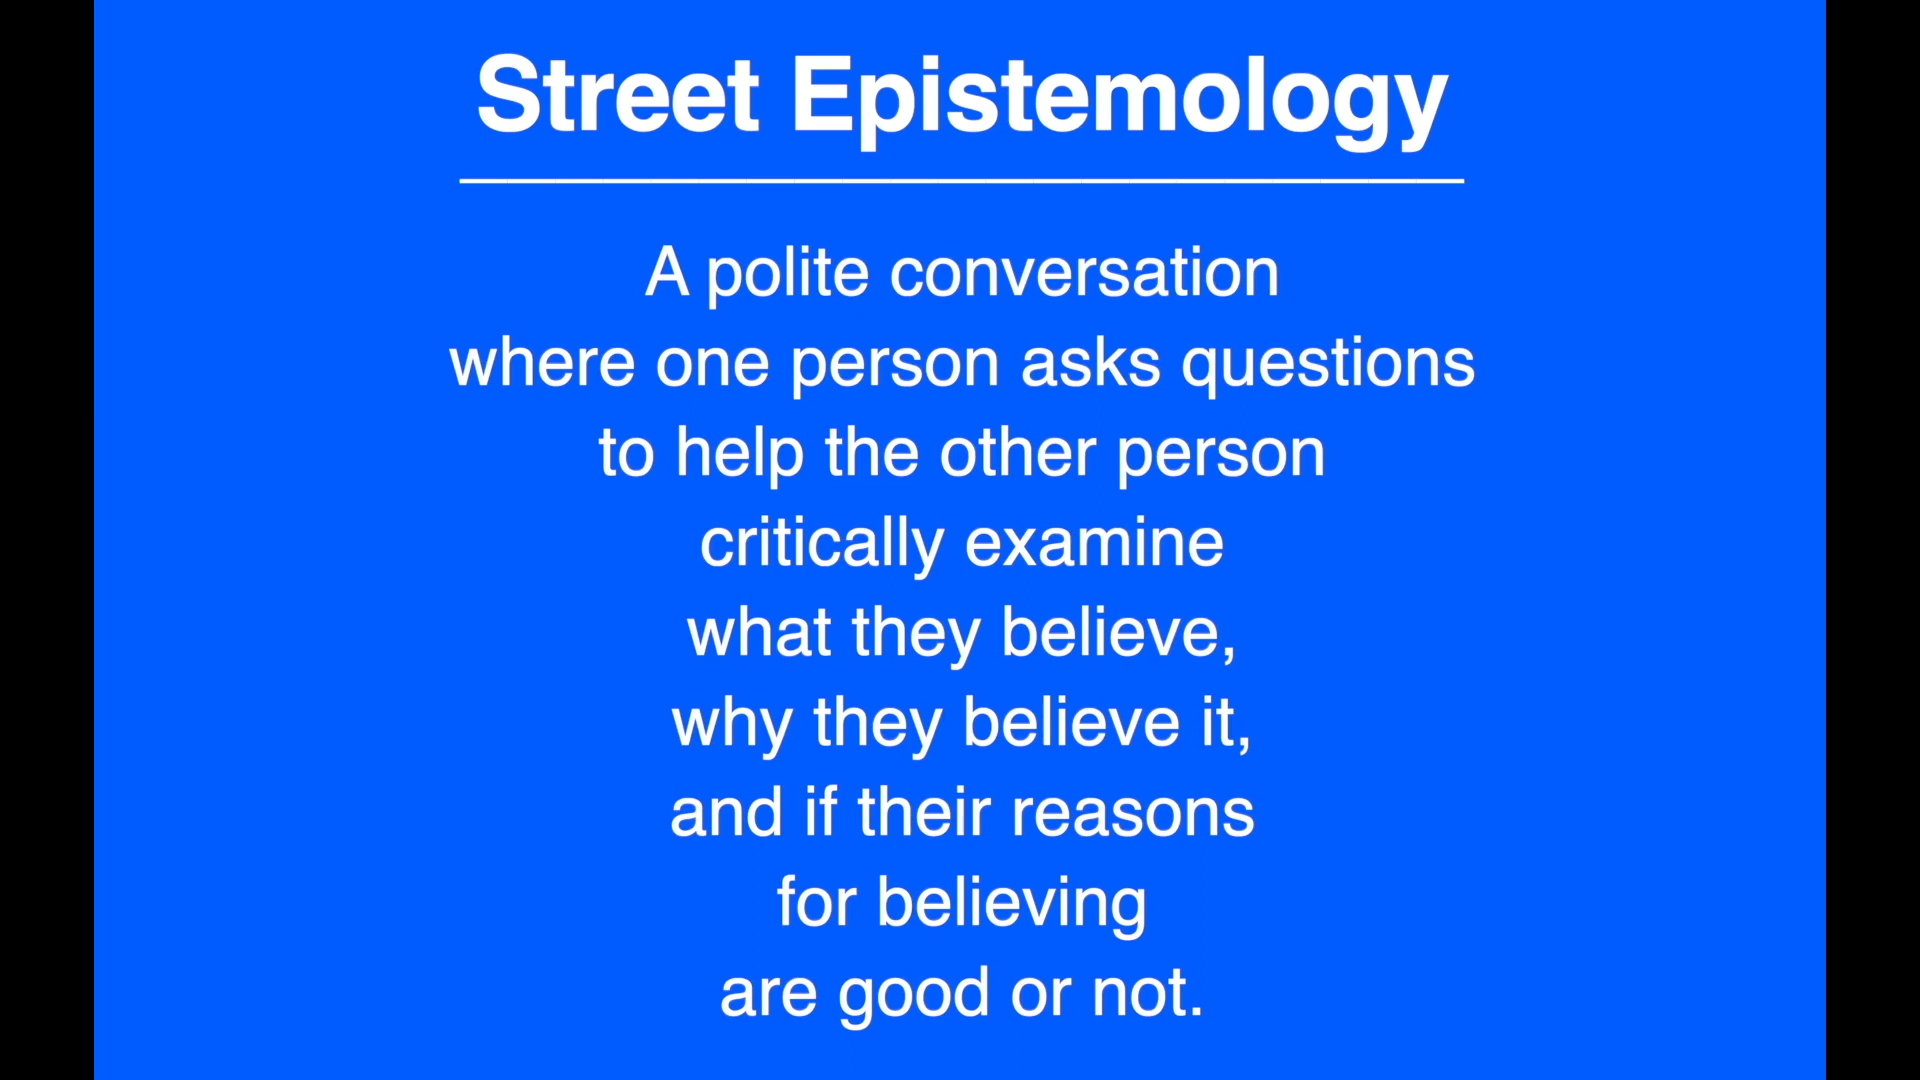 Street Epistemology
A polite conversation
where one person asks questions
to help the other person
critically examine
what they believe,
why they believe it,
and if their reasons
for believing
are good or not.